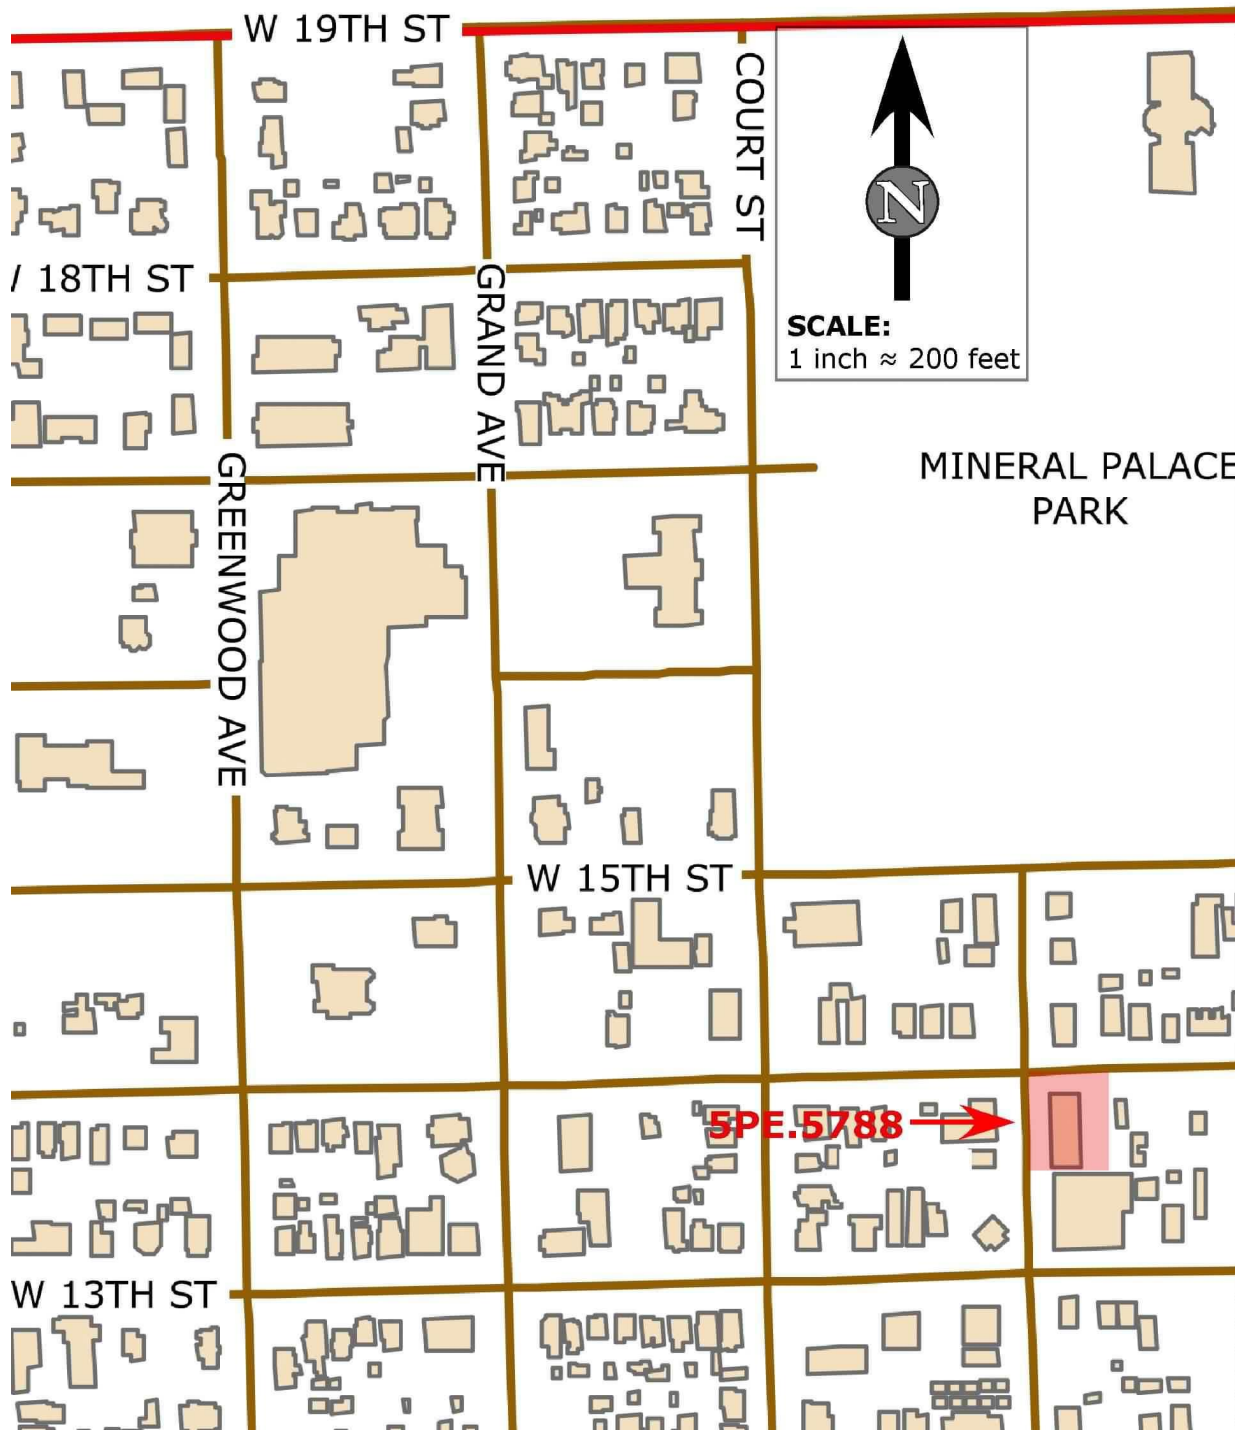 W 19TH ST
COURT ST
N
W 18TH ST
GRAND AVE
SCALE:
1 inch ≈ 200 feet
MINERAL PALACE
PARK
GREENWOOD AVE
W 15TH ST
5PE.5788
W 13TH ST